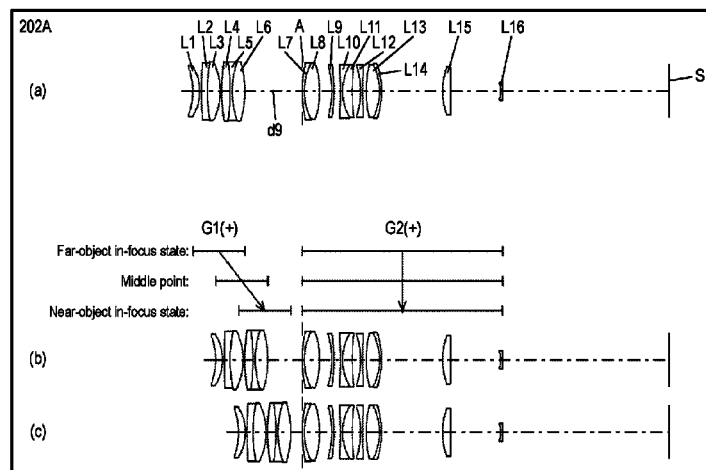 202A
L2 L4 A L9 L11 L13 L15 L16
L1 L3 L5 L6 L7 L8 L10 L12
L14
(a)
S
d9
G1(+) G2(+)
Far-object in-focus state:
Middle point:
Near-object in-focus state:
(b)
(c)